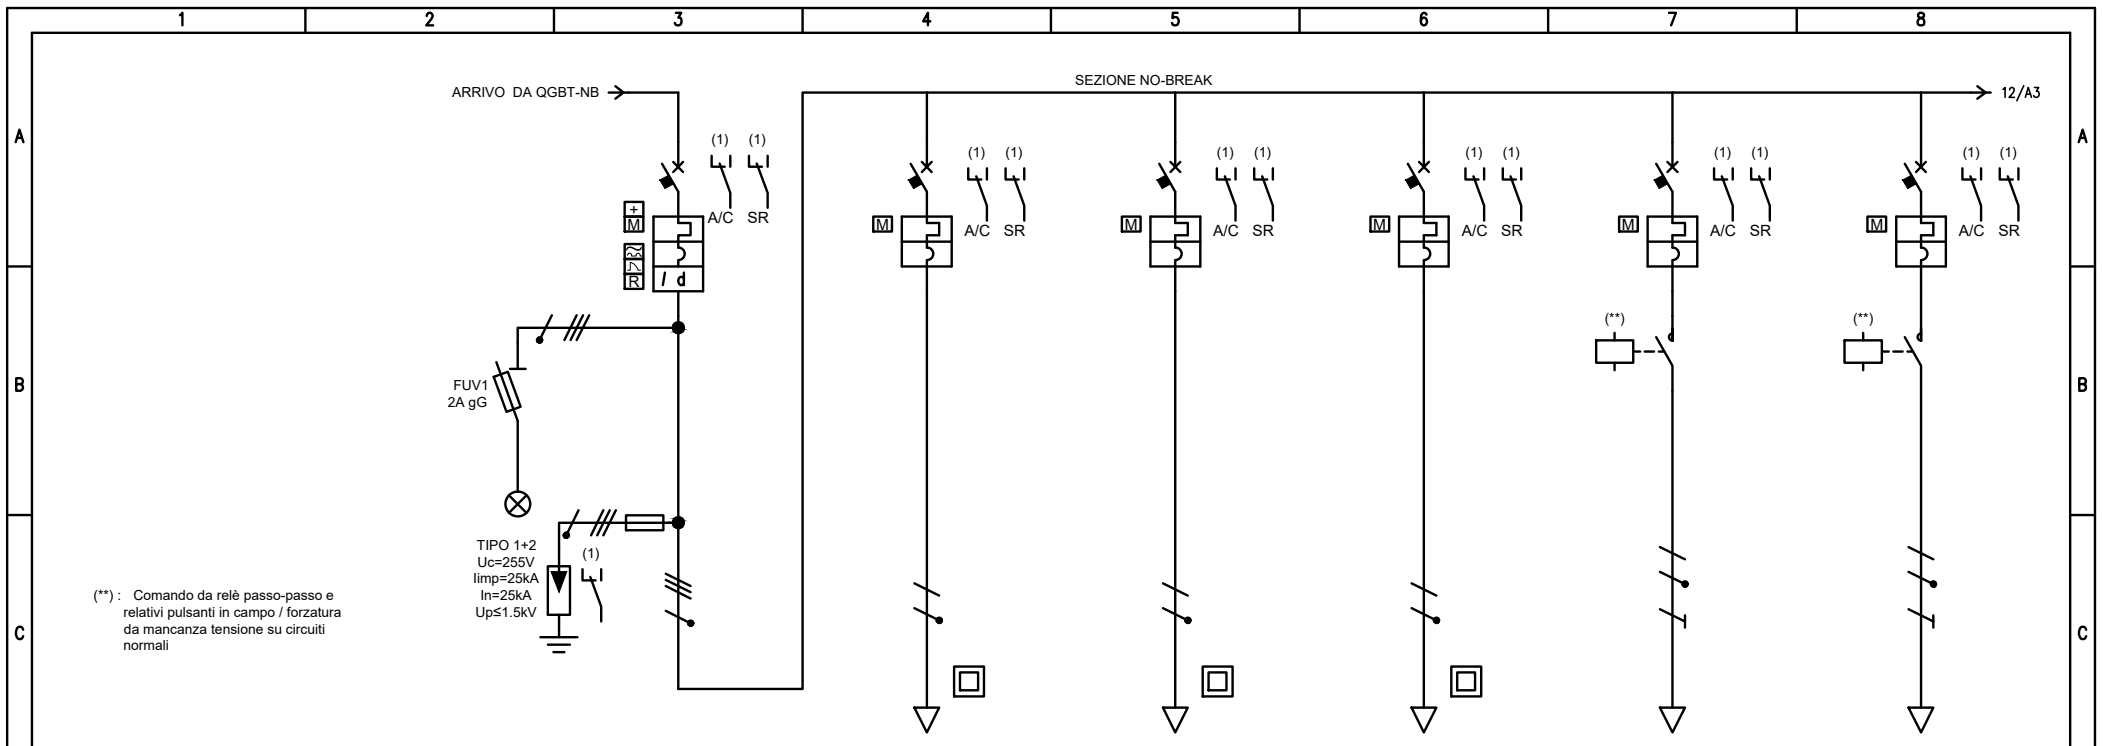 1 2 3 4 5 6 7 8
SEZIONE NO-BREAK
ARRIVO DA QGBT-NB
12/A3
A A
(1) (1) (1) (1) (1) (1) (1) (1) (1) (1) (1) (1)
A/C SR
+
M
M A/C SR M A/C SR M A/C SR M A/C SR M A/C SR
R
I d
(**) (**)
B B
FUV1
2A gG
TIPO 1+2
Uc=255V
Iimp=25kA
In=25kA
Up≤1.5kV
(1)
(**) : Comando da relè passo-passo e
relativi pulsanti in campo / forzatura
da mancanza tensione su circuiti
normali
C C